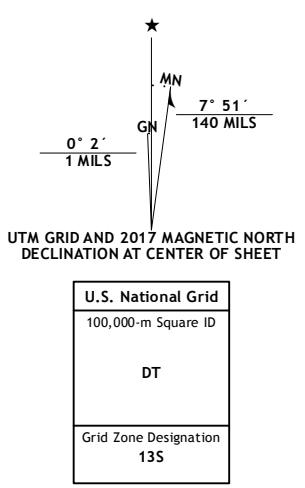 ★
MN
GN
7° 51´
140 MILS
0° 2´
1 MILS
UTM GRID AND 2017 MAGNETIC NORTH
DECLINATION AT CENTER OF SHEET
U.S. National Grid
100,000-m Square ID
DT
Grid Zone Designation
13S